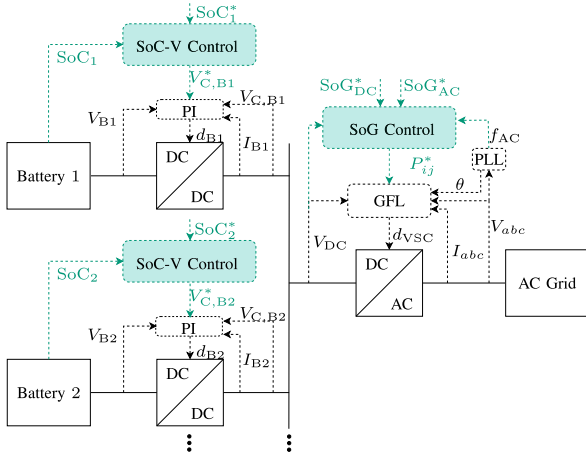 SoC*1
SoC-V Control
SoC1
V*C,B1
VB1
VC,B1
PI
dB1
IB1
Battery 1
DC
DC
SoC*2
SoC-V Control
SoC2
V*C,B2
VB2
VC,B2
PI
dB2
IB2
Battery 2
DC
DC
SoG*DC
SoG*AC
SoG Control
fAC
P*ij
PLL
θ
GFL
VDC
dVSC
Iabc
Vabc
DC
AC
AC Grid